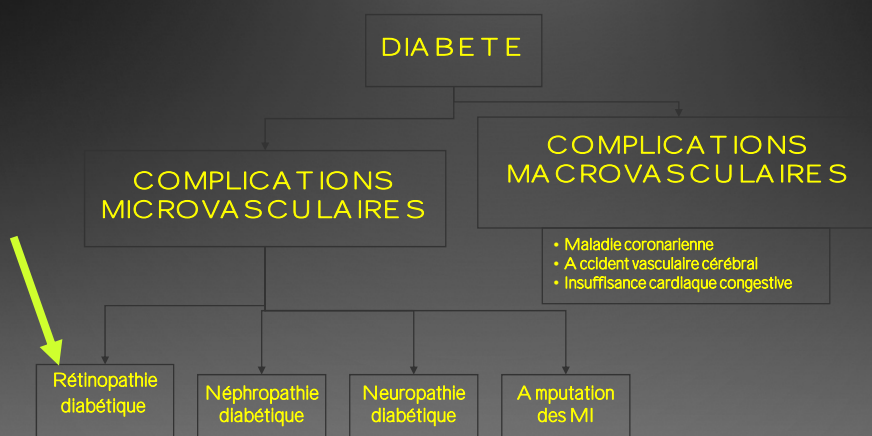 DIABETE
COMPLICATIONS
MACROVASCULAIRES
COMPLICATIONS
MICROVASCULAIRES
• Maladie coronarienne
• Accident vasculaire cérébral
• Insuffisance cardiaque congestive
Rétinopathie
diabétique
Néphropathie
diabétique
Neuropathie
diabétique
Amputation
des MI